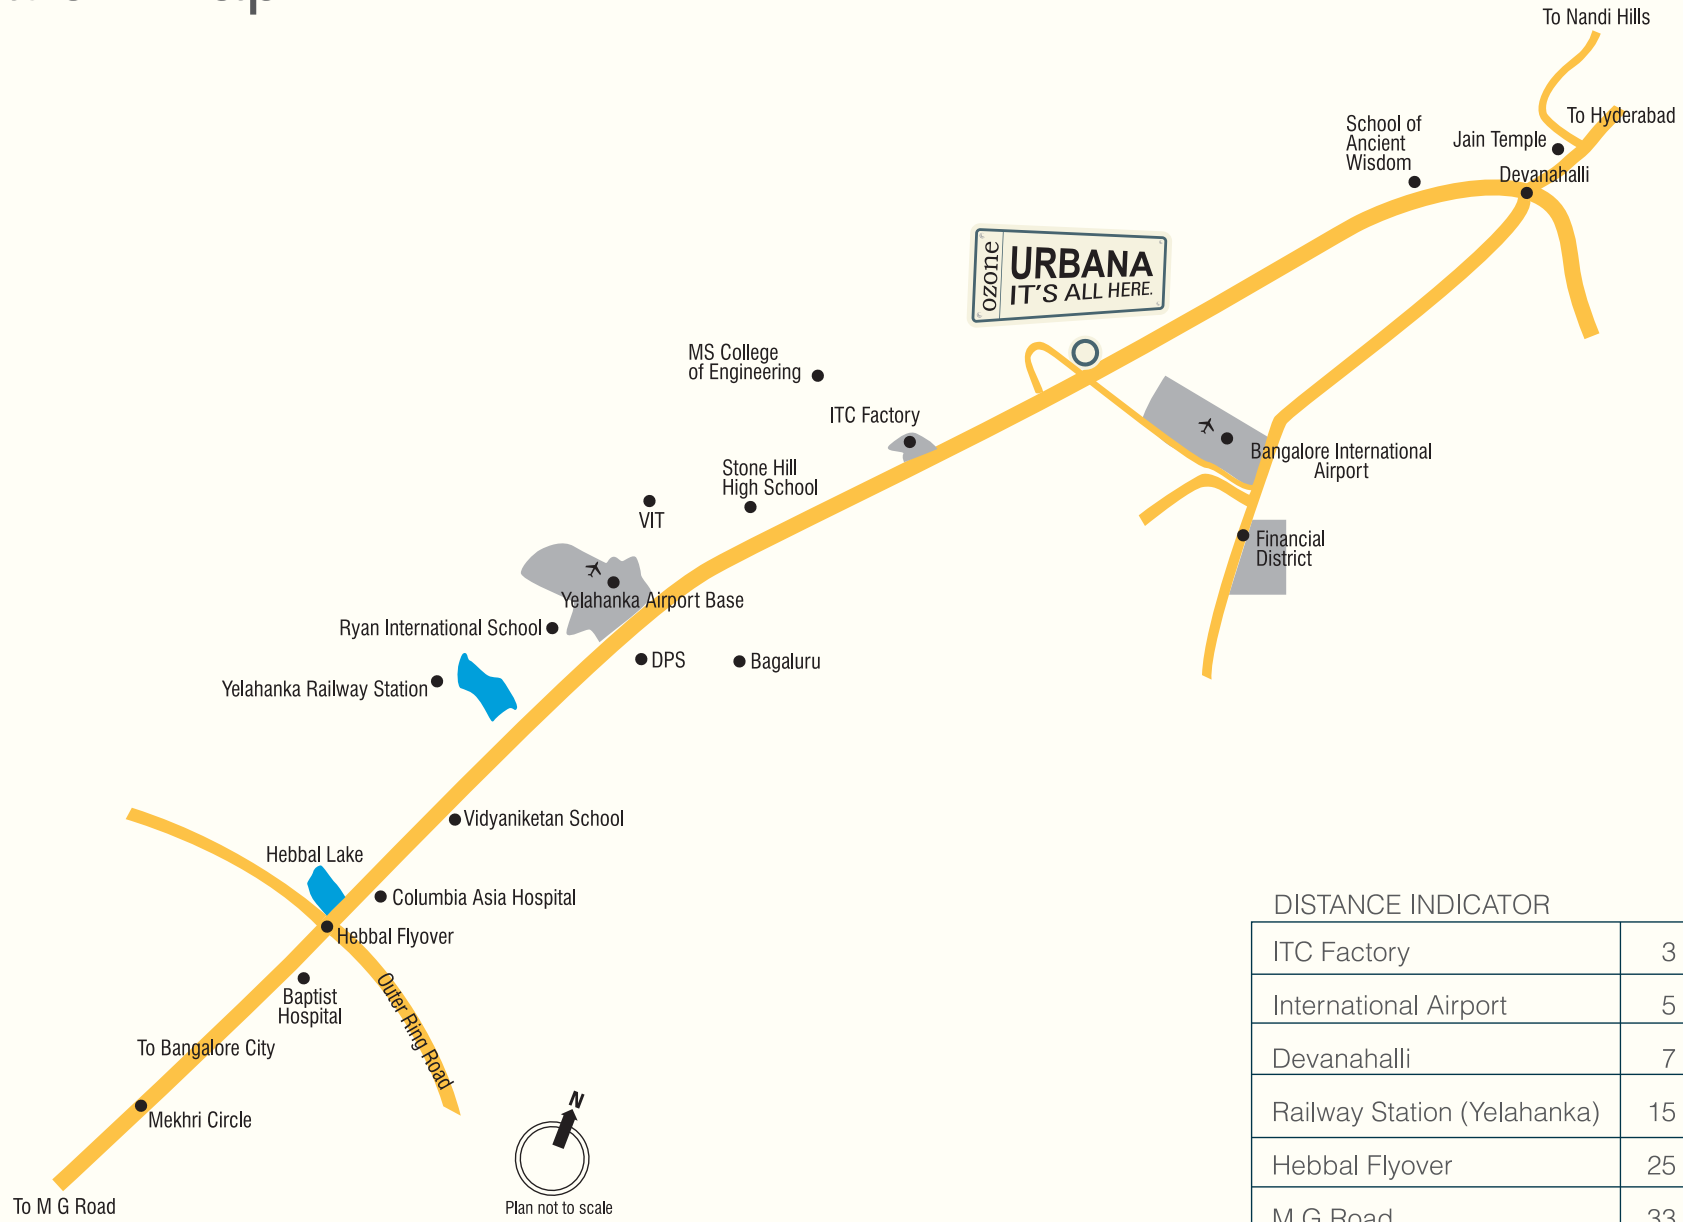 To Nandi Hills
To Hyderabad
School of
Ancient
Wisdom
Jain Temple
Devanahalli
ozone
URBANA
IT'S ALL HERE.
MS College
of Engineering
ITC Factory
Stone Hill
High School
VIT
Bangalore International
Airport
Financial
District
Yelahanka Airport Base
Ryan International School
DPS
Bagaluru
Yelahanka Railway Station
Vidyaniketan School
Hebbal Lake
Columbia Asia Hospital
Hebbal Flyover
Baptist
Hospital
Outer Ring Road
To Bangalore City
Mekhri Circle
To M G Road
N
Plan not to scale
DISTANCE INDICATOR
ITC Factory 3
International Airport 5
Devanahalli 7
Railway Station (Yelahanka) 15
Hebbal Flyover 25
M G Road 33